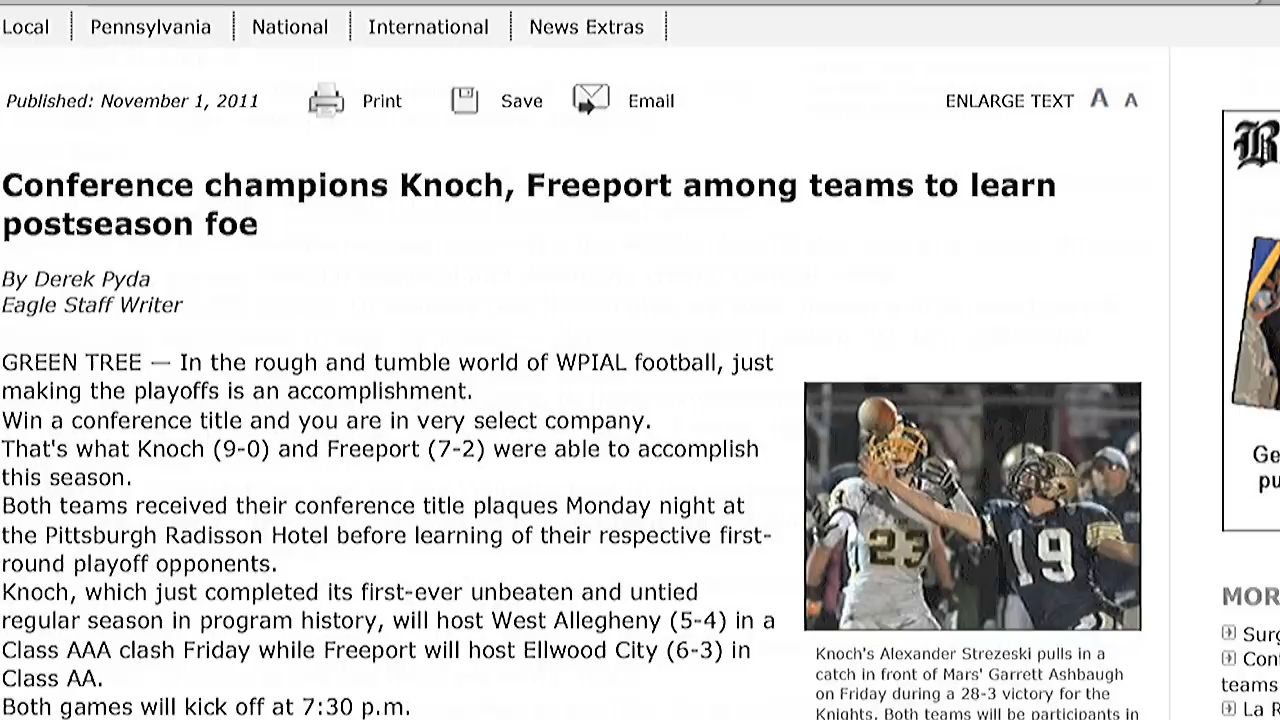 Local
Pennsylvania
National
International
News Extras
Published: November 1, 2011
Print
Save
Email
ENLARGE TEXT A A
Conference champions Knoch, Freeport among teams to learn
postseason foe
By Derek Pyda
Eagle Staff Writer
GREEN TREE — In the rough and tumble world of WPIAL football, just
making the playoffs is an accomplishment.
Win a conference title and you are in very select company.
That's what Knoch (9-0) and Freeport (7-2) were able to accomplish
this season.
Both teams received their conference title plaques Monday night at
the Pittsburgh Radisson Hotel before learning of their respective first-
round playoff opponents.
Knoch, which just completed its first-ever unbeaten and untied
regular season in program history, will host West Allegheny (5-4) in a
Class AAA clash Friday while Freeport will host Ellwood City (6-3) in
Class AA.
Both games will kick off at 7:30 p.m.
23
19
Knoch's Alexander Strezeski pulls in a
catch in front of Mars' Garrett Ashbaugh
on Friday during a 28-3 victory for the
Knights. Both teams will be participants in
B
Ge
pu
MOR
Surg
Con
teams
La R